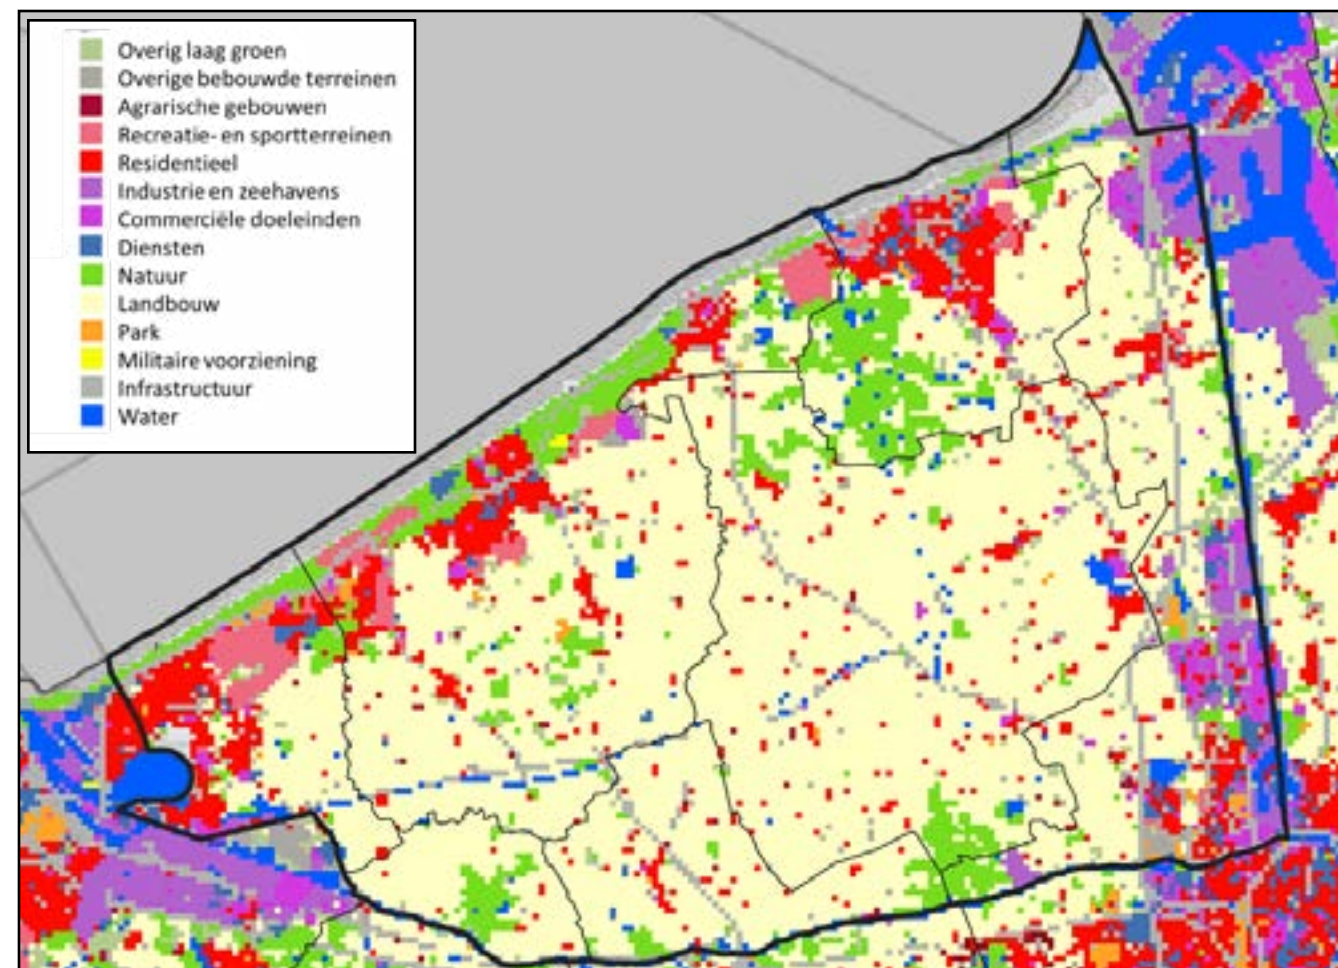 Overig laag groen
Overige bebouwde terreinen
Agrarische gebouwen
Recreatie- en sportterreinen
Residentieel
Industrie en zeehavens
Commerciële doeleinden
Diensten
Natuur
Landbouw
Park
Militaire voorziening
Infrastructuur
Water